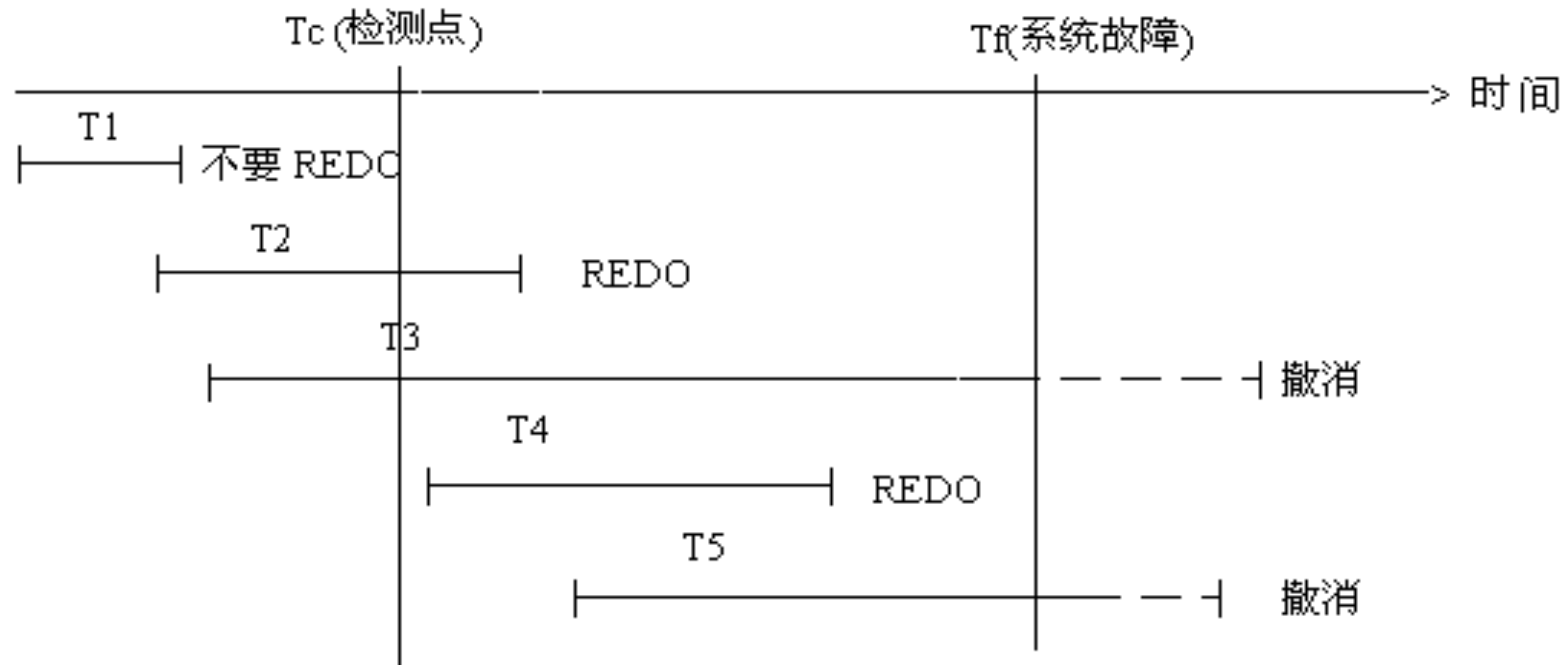 Tc (检测点)
Tf(系统故障)
时间
T1
不要 REDO
T2
REDO
T3
撤消
T4
REDO
T5
撤消